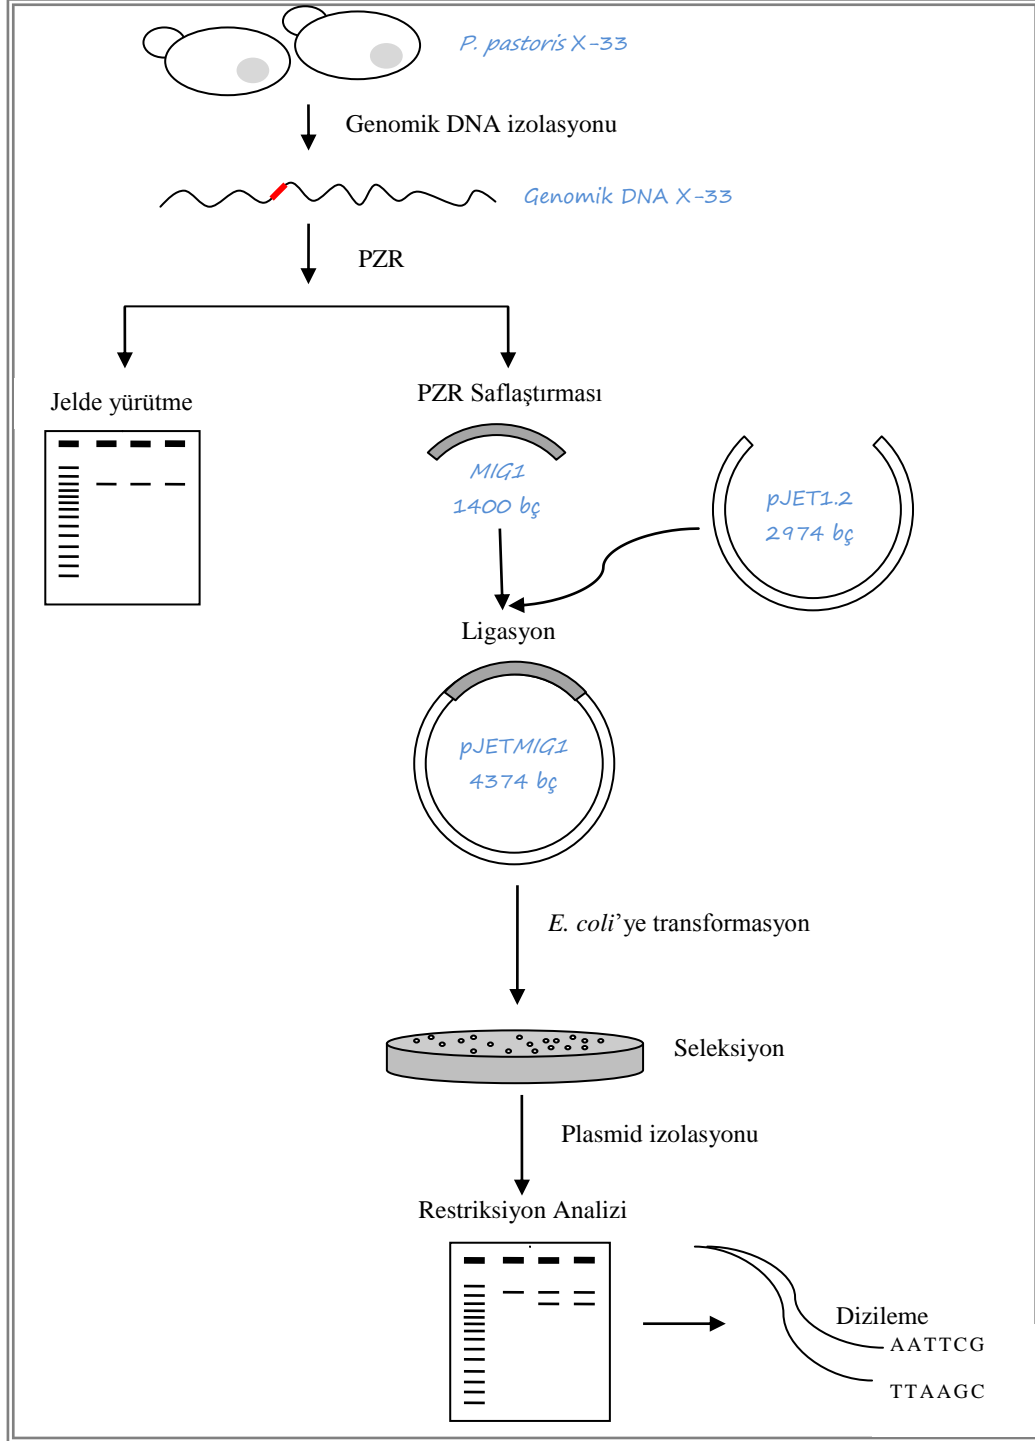 P. pastoris X-33
Genomik DNA izolasyonu
Genomik DNA X-33
PZR
Jelde yürütme
PZR Saflaştırması
MIG1
1400 bç
pJET1.2
2974 bç
Ligasyon
pJETMIG1
4374 bç
E. coli’ye transformasyon
Seleksiyon
Plasmid izolasyonu
Restriksiyon Analizi
Dizileme
AATTCG
TTAAGC